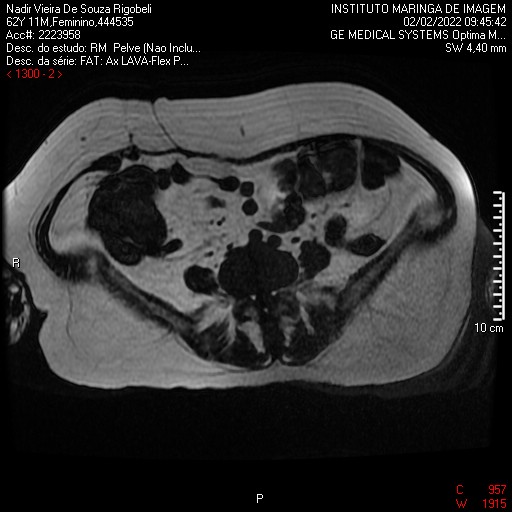 Nadir Vieira De Souza Rigobeli
62Y 11M,Feminino,444535
Acc#: 2223958
Desc. do estudo: RM Pelve (Nao Inclu...
Desc. da série: FAT: Ax LAVA-Flex P...
< 1300 - 2 >
INSTITUTO MARINGA DE IMAGEM
02/02/2022 09:45:42
GE MEDICAL SYSTEMS Optima M...
SW 4,40 mm
R
10 cm
P
C 957
W 1915